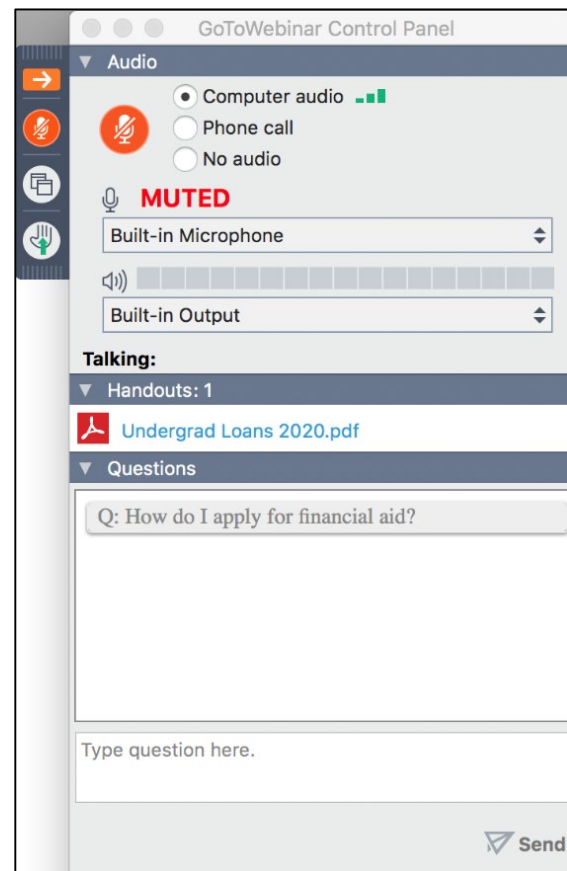 GoToWebinar Control Panel
Audio
Computer audio
Phone call
No audio
MUTED
Built-in Microphone
Built-in Output
Talking:
Handouts: 1
Undergrad Loans 2020.pdf
Questions
Q: How do I apply for financial aid?
Type question here.
Send